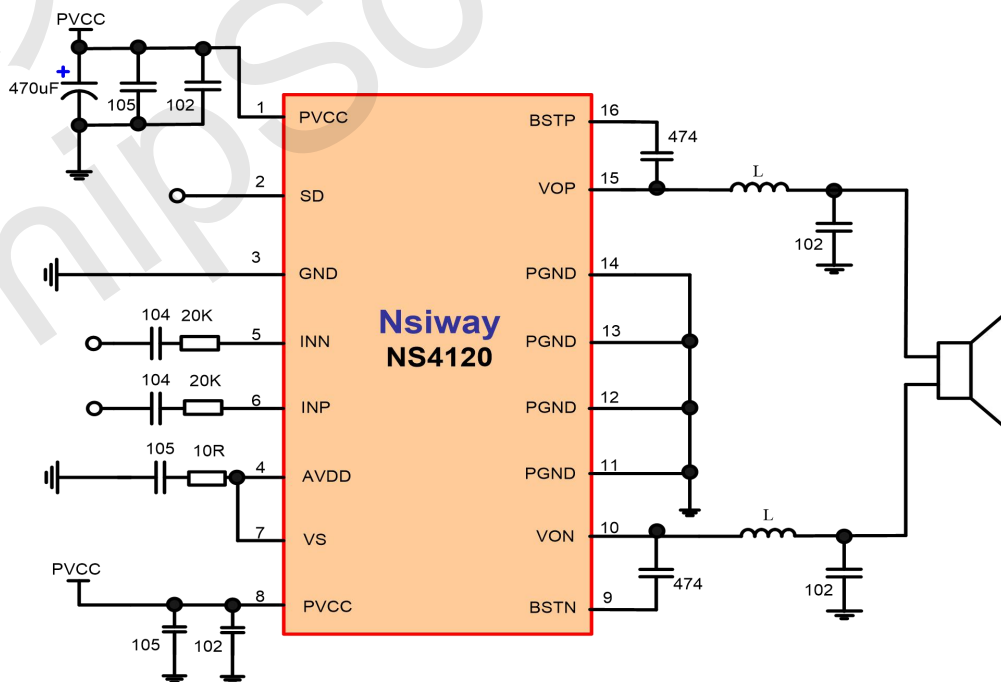 PVCC
+
470uF
105
102
1
PVCC
2
SD
3
GND
104
20K
5
INN
104
20K
6
INP
105
10R
4
AVDD
7
VS
PVCC
8
PVCC
105
102
Nsiway
NS4120
BSTP
16
474
VOP
15
L
102
PGND
14
PGND
13
PGND
12
PGND
11
VON
10
L
474
102
BSTN
9